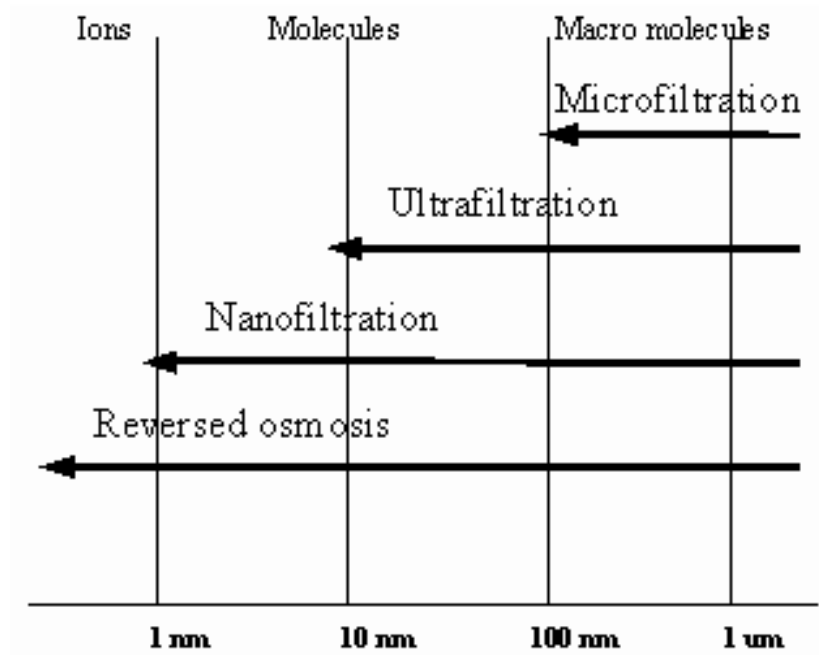 Ions Molecules Macro molecules
Microfiltration
Ultrafiltration
Nanofiltration
Reversed osmosis
1 nm 10 nm 100 nm 1 um